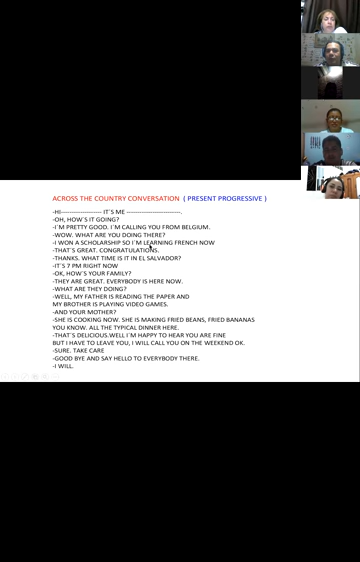 ACROSS THE COUNTRY CONVERSATION ( PRESENT PROGRESSIVE )
-HI-------------------- IT´S ME --------------------------.
-OH, HOW´S IT GOING?
-I´M PRETTY GOOD. I´M CALLING YOU FROM BELGIUM.
-WOW. WHAT ARE YOU DOING THERE?
-I WON A SCHOLARSHIP SO I´M LEARNING FRENCH NOW
-THAT´S GREAT. CONGRATULATIONS.
-THANKS. WHAT TIME IS IT IN EL SALVADOR?
-IT´S 7 PM RIGHT NOW
-OK, HOW´S YOUR FAMILY?
-THEY ARE GREAT. EVERYBODY IS HERE NOW.
-WHAT ARE THEY DOING?
-WELL, MY FATHER IS READING THE PAPER AND
MY BROTHER IS PLAYING VIDEO GAMES.
-AND YOUR MOTHER?
-SHE IS COOKING NOW. SHE IS MAKING FRIED BEANS, FRIED BANANAS
YOU KNOW. ALL THE TYPICAL DINNER HERE.
-THAT´S DELICIOUS.WELL I´M HAPPY TO HEAR YOU ARE FINE
BUT I HAVE TO LEAVE YOU, I WILL CALL YOU ON THE WEEKEND OK.
-SURE. TAKE CARE
-GOOD BYE AND SAY HELLO TO EVERYBODY THERE.
-I WILL.